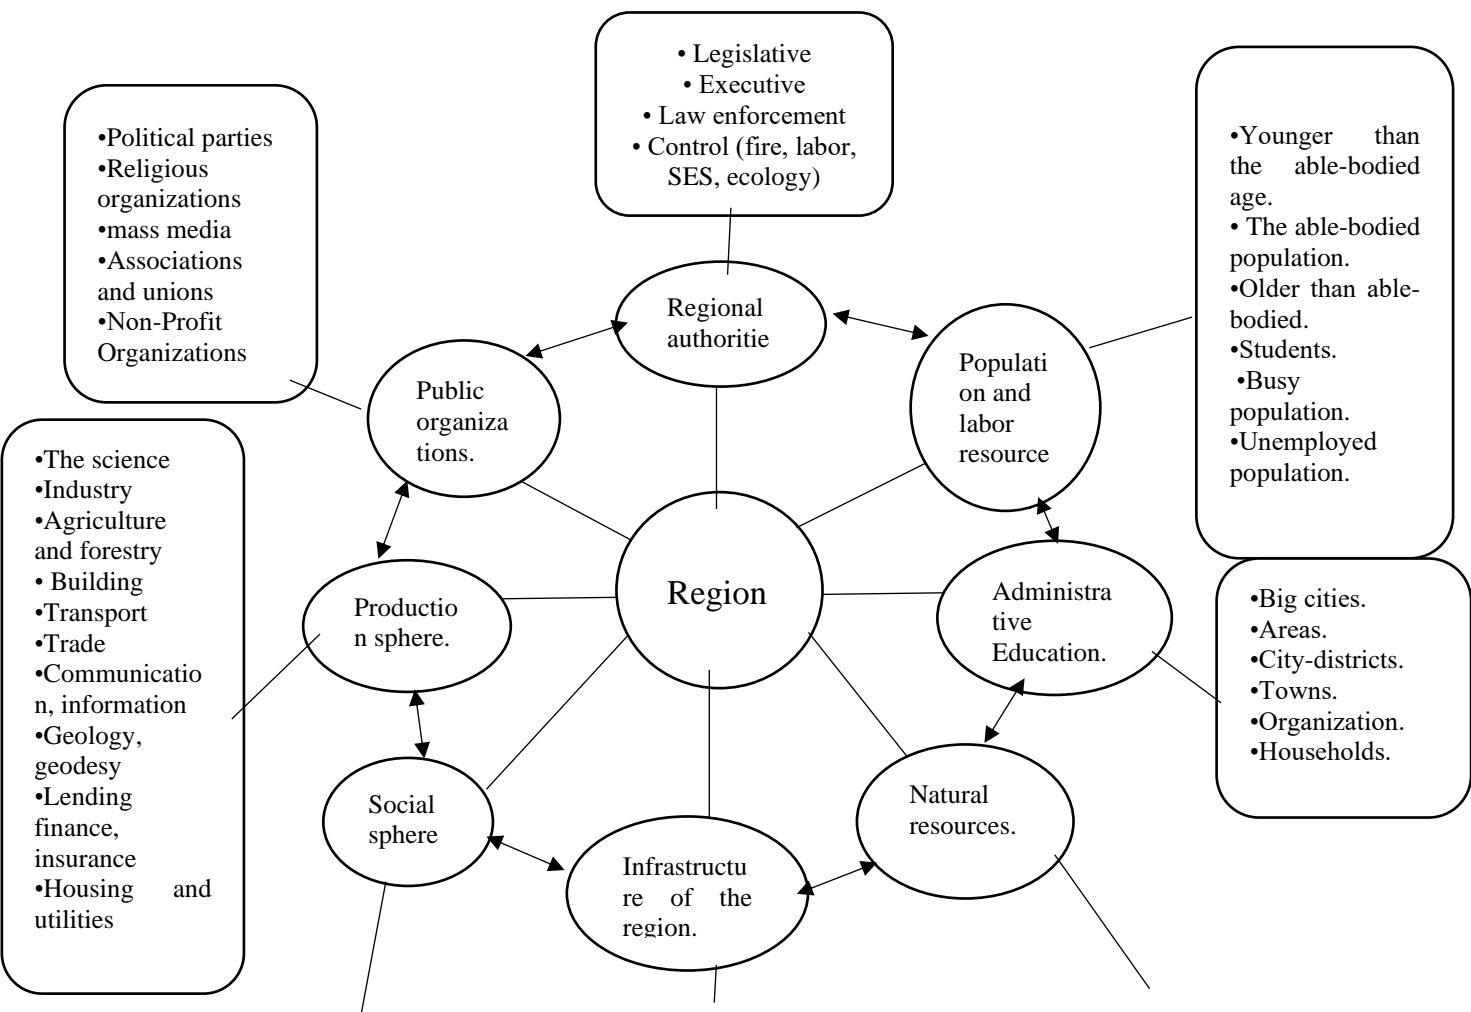 • Legislative
• Executive
• Law enforcement
• Control (fire, labor,
SES, ecology)
•Political parties
•Religious
organizations
•mass media
•Associations
and unions
•Non-Profit
Organizations
•Younger than
the able-bodied
age.
• The able-bodied
population.
•Older than able-
bodied.
•Students.
•Busy
population.
•Unemployed
population.
Regional
authoritie
Public
organiza
tions.
Populati
on and
labor
resource
•The science
•Industry
•Agriculture
and forestry
• Building
•Transport
•Trade
•Communicatio
n, information
•Geology,
geodesy
•Lending
finance,
insurance
•Housing and
utilities
Productio
n sphere.
Region
Administra
tive
Education.
•Big cities.
•Areas.
•City-districts.
•Towns.
•Organization.
•Households.
Social
sphere
Infrastructu
re of the
region.
Natural
resources.